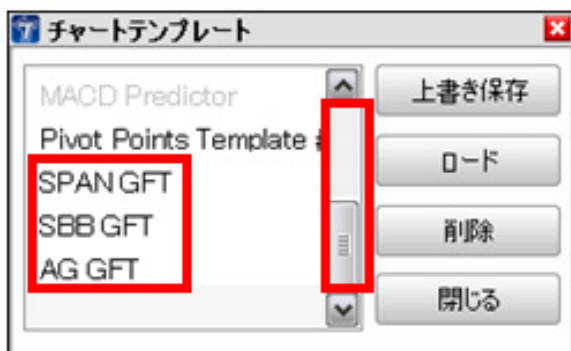 チャートテンプレート
MACD Predictor
Pivot Points Template
SPAN GFT
SBB GFT
AG GFT
上書き保存
ロード
削除
閉じる